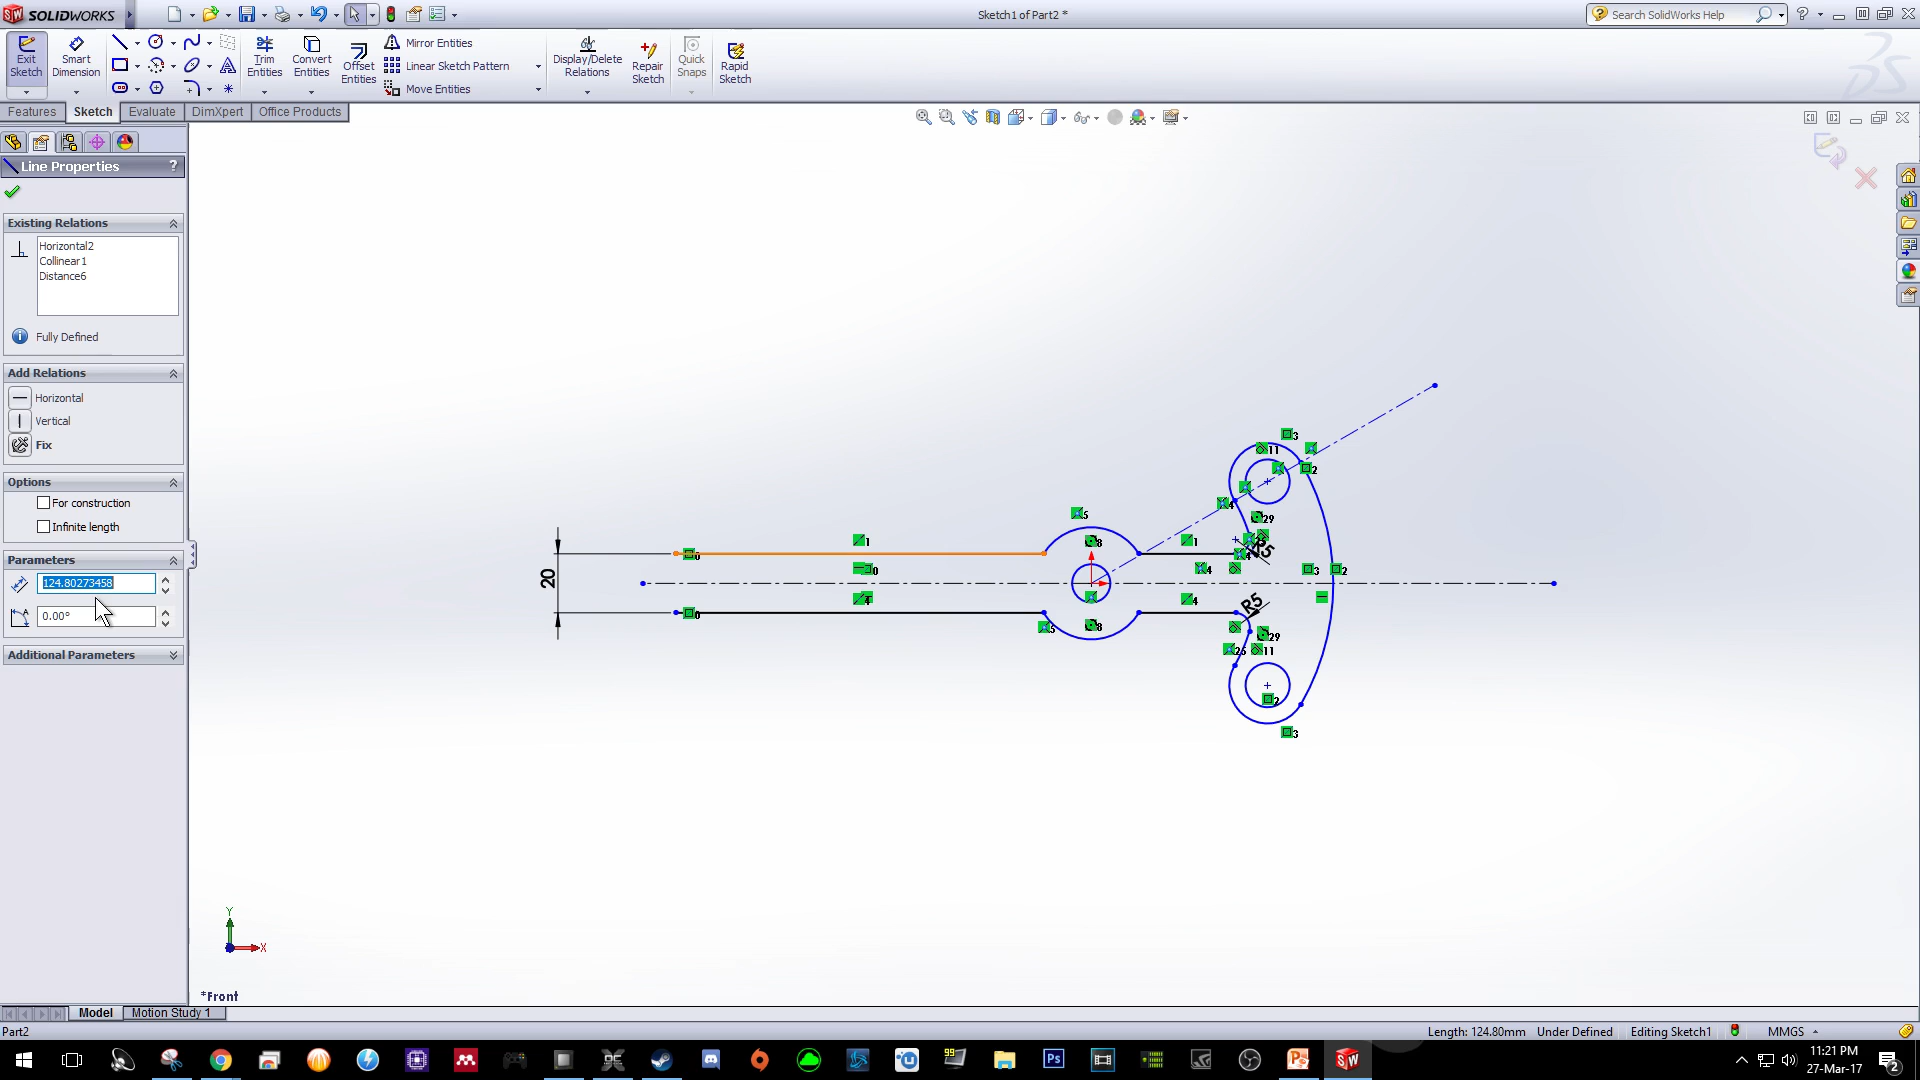 SOLIDWORKS
Sketch1 of Part2 *
Search SolidWorks Help
Exit Sketch
Smart Dimension
Trim Entities
Convert Entities
Offset Entities
Mirror Entities
Linear Sketch Pattern
Move Entities
Display/Delete Relations
Repair Sketch
Quick Snaps
Rapid Sketch
Features
Sketch
Evaluate
DimXpert
Office Products
Line Properties
?
Existing Relations
Horizontal2
Collinear1
Distance6
Fully Defined
Add Relations
Horizontal
Vertical
Fix
Options
For construction
Infinite length
Parameters
124.80273458
0.00°
Additional Parameters
20
R5
R5
Y
X
*Front
Model
Motion Study 1
Part2
Length: 124.80mm
Under Defined
Editing Sketch1
MMGS
Ps
99
11:21 PM
27-Mar-17
2